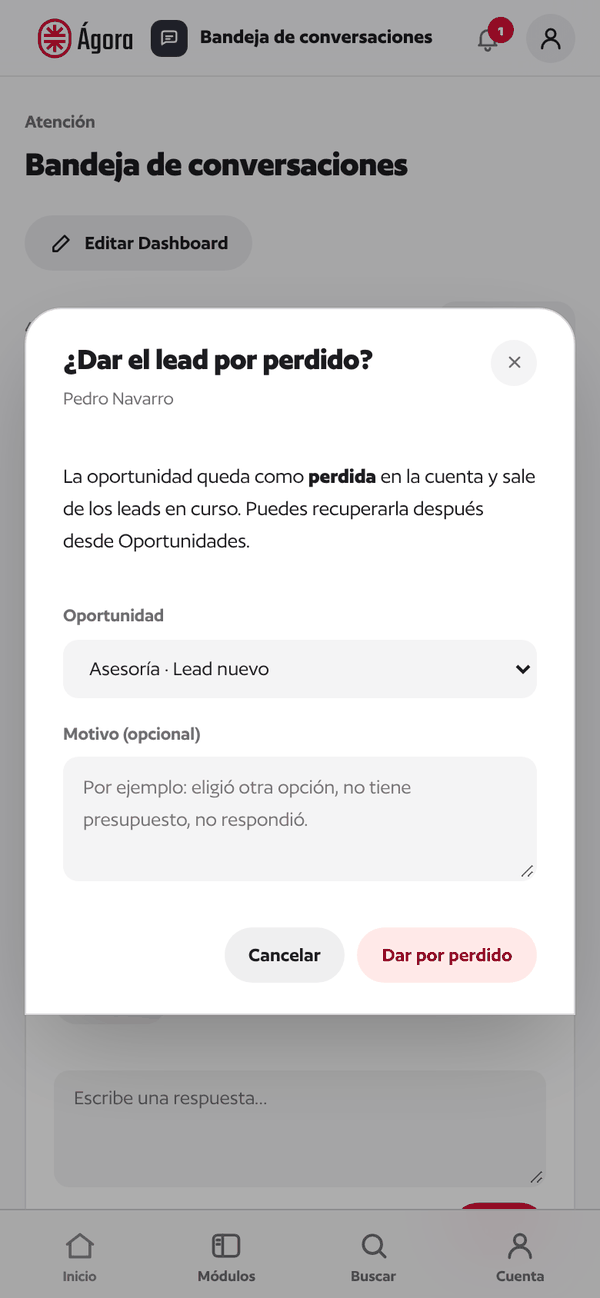 Ágora
Bandeja de conversaciones
1
Atención
Bandeja de conversaciones
Editar Dashboard
¿Dar el lead por perdido?
Pedro Navarro
La oportunidad queda como perdida en la cuenta y sale
de los leads en curso. Puedes recuperarla después
desde Oportunidades.
Oportunidad
Asesoría · Lead nuevo
Motivo (opcional)
Por ejemplo: eligió otra opción, no tiene
presupuesto, no respondió.
Cancelar
Dar por perdido
Escribe una respuesta...
Inicio
Módulos
Buscar
Cuenta